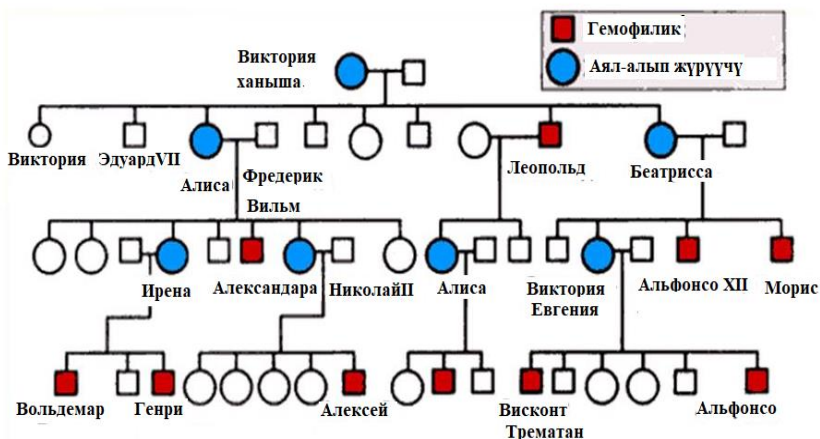 Гемофилик
Аял-алып жүрүүчү
Виктория
ханыша
Виктория
ЭдуардVII
Алиса
Фредерик
Вильм
Леопольд
Беатрисса
Ирена
Александара
НиколайII
Алиса
Виктория
Евгения
Альфонсо XII
Морис
Вольдемар
Генри
Алексей
Висконт
Трематан
Альфонсо